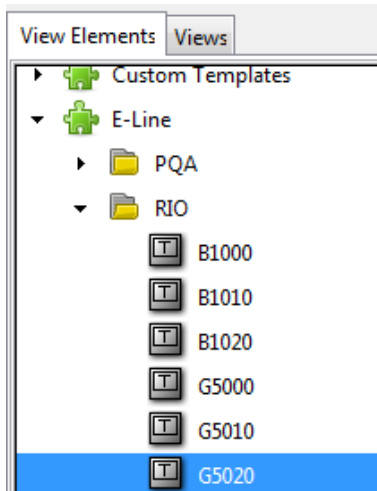 View Elements Views
Custom Templates
E-Line
PQA
RIO
T B1000
T B1010
T B1020
T G5000
T G5010
T G5020